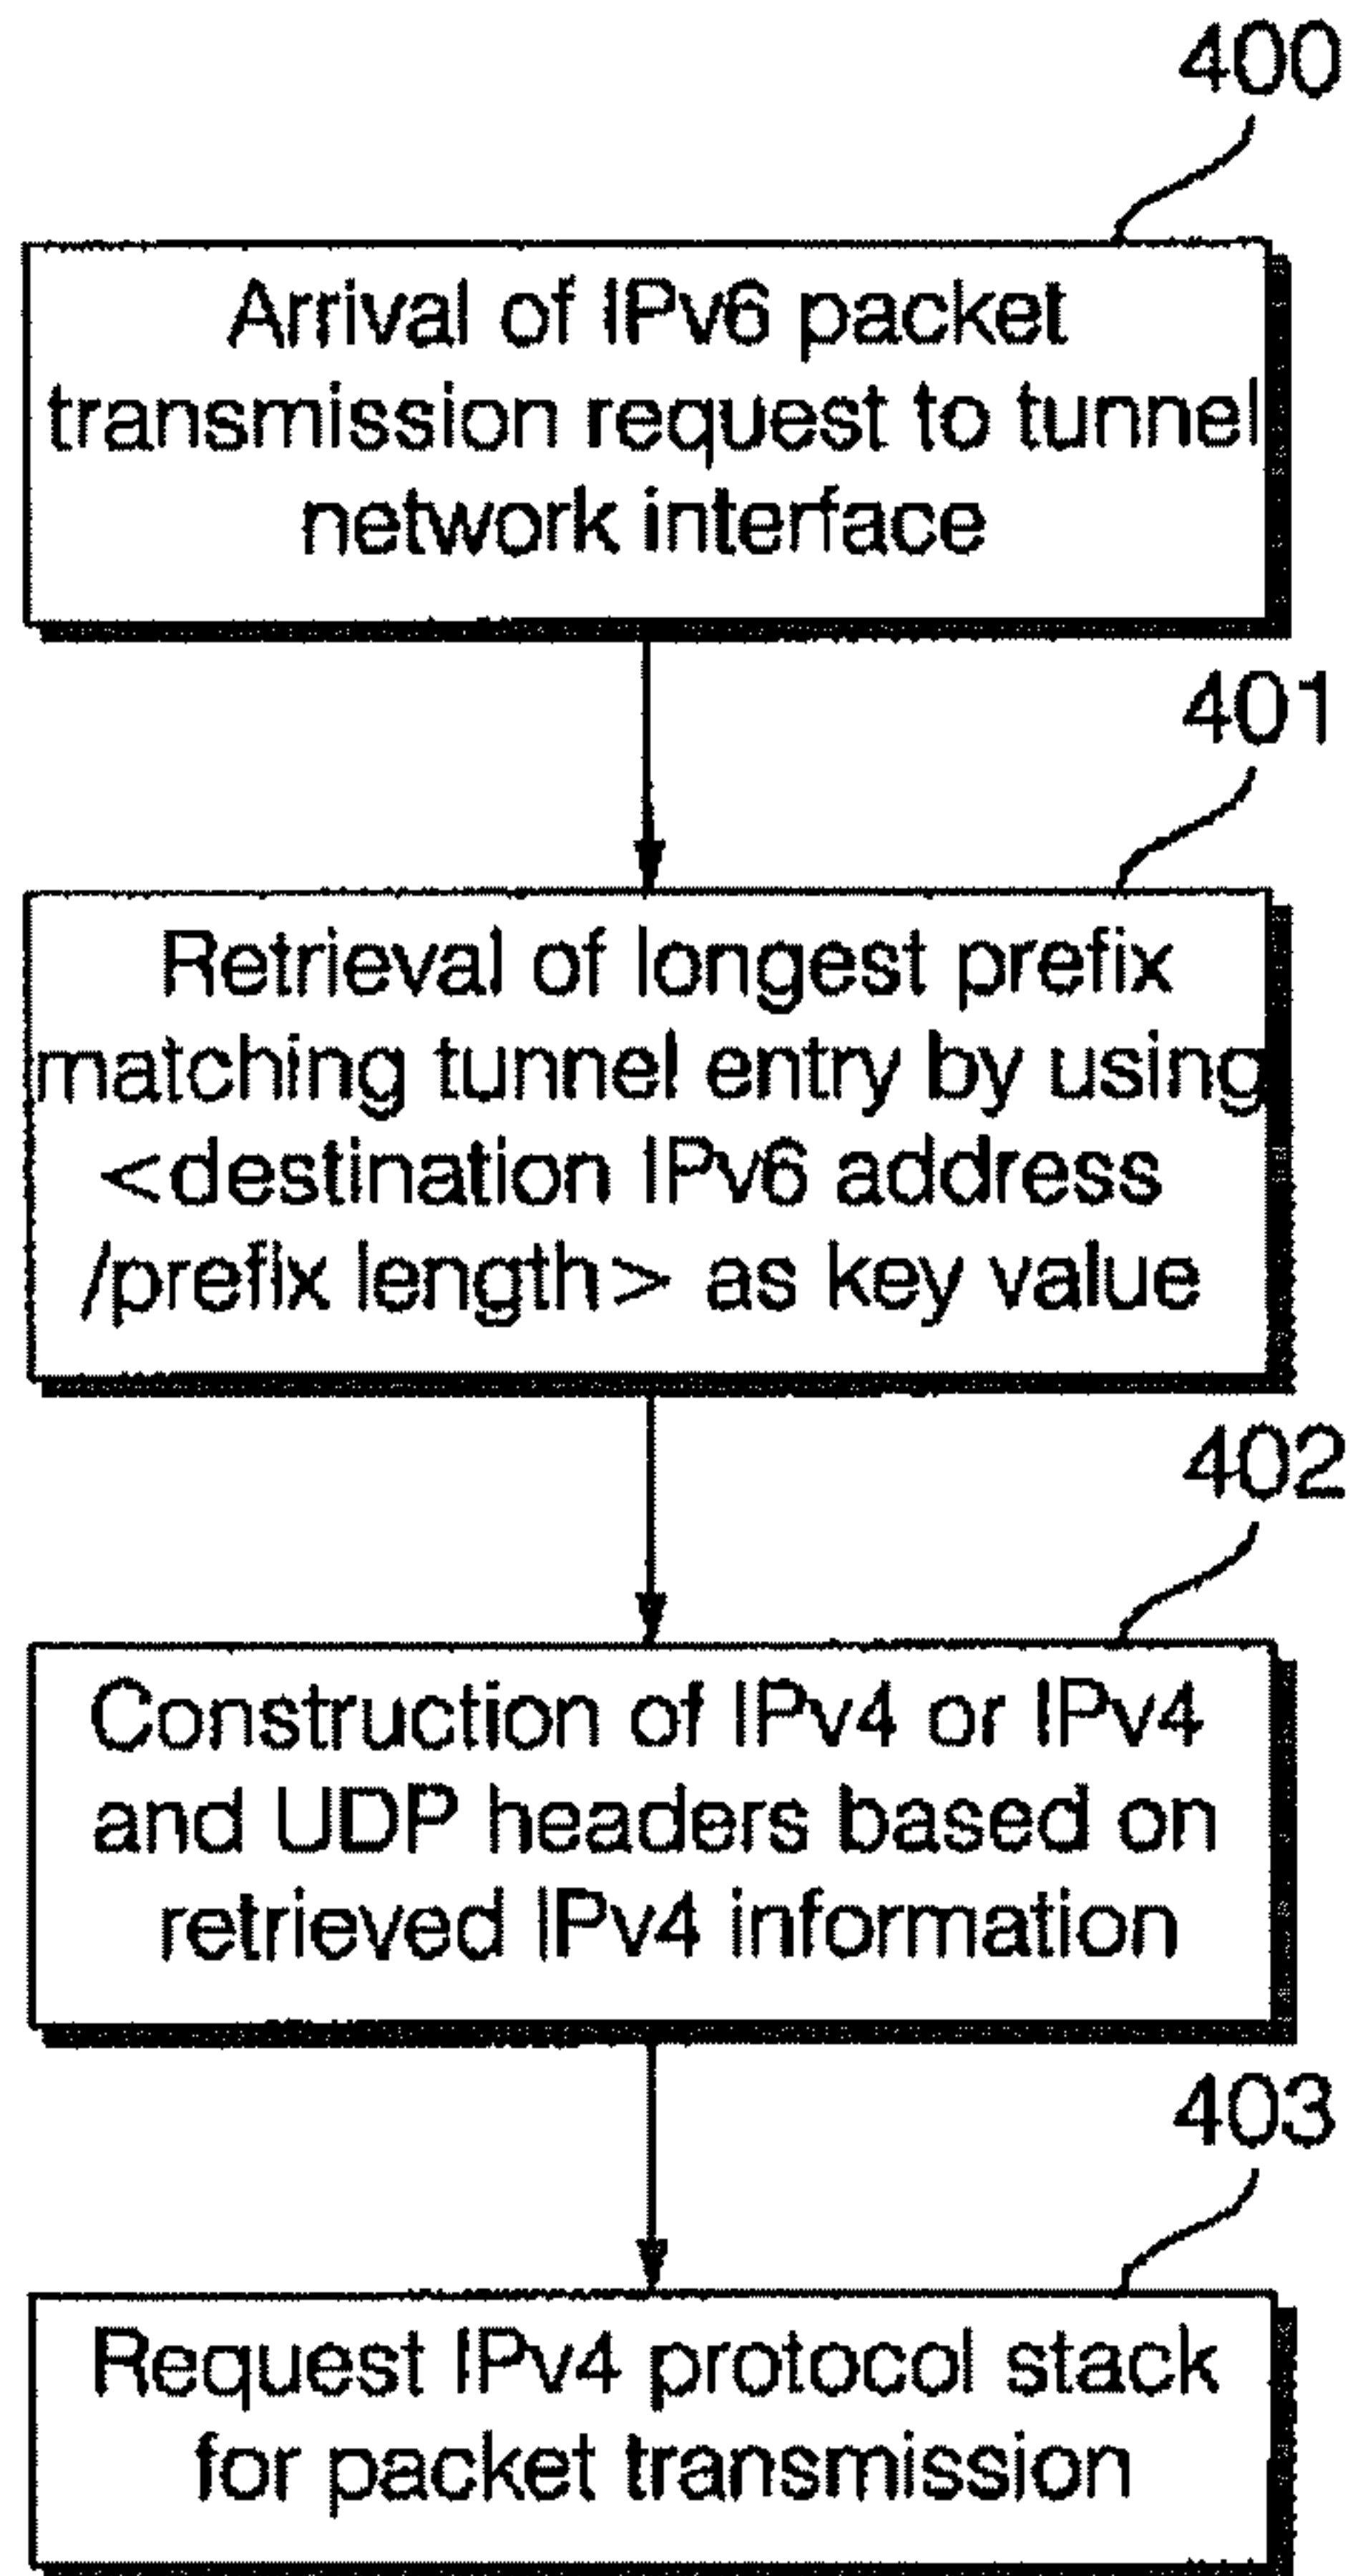 400
Arrival of IPv6 packet
transmission request to tunnel
network interface
401
Retrieval of longest prefix
matching tunnel entry by using
<destination IPv6 address
/prefix length> as key value
402
Construction of IPv4 or IPv4
and UDP headers based on
retrieved IPv4 information
403
Request IPv4 protocol stack
for packet transmission